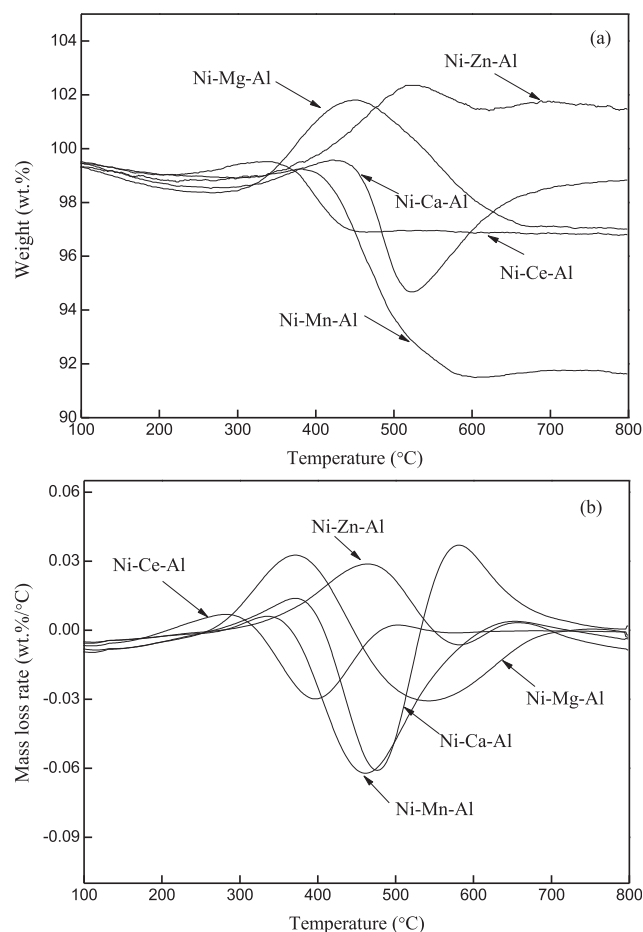 104
(a)
Ni-Zn-Al
Ni-Mg-Al
102
100
Weight (wt.%)
98
Ni-Ca-Al
96
Ni-Ce-Al
Ni-Mn-Al
94
92
90
100 200 300 400 500 600 700 800
Temperature (°C)
0.06
(b)
Ni-Zn-Al
Ni-Ce-Al
0.03
0.00
Mass loss rate (wt.%/°C)
-0.03
Ni-Mg-Al
Ni-Ca-Al
-0.06
Ni-Mn-Al
-0.09
100 200 300 400 500 600 700 800
Temperature (°C)